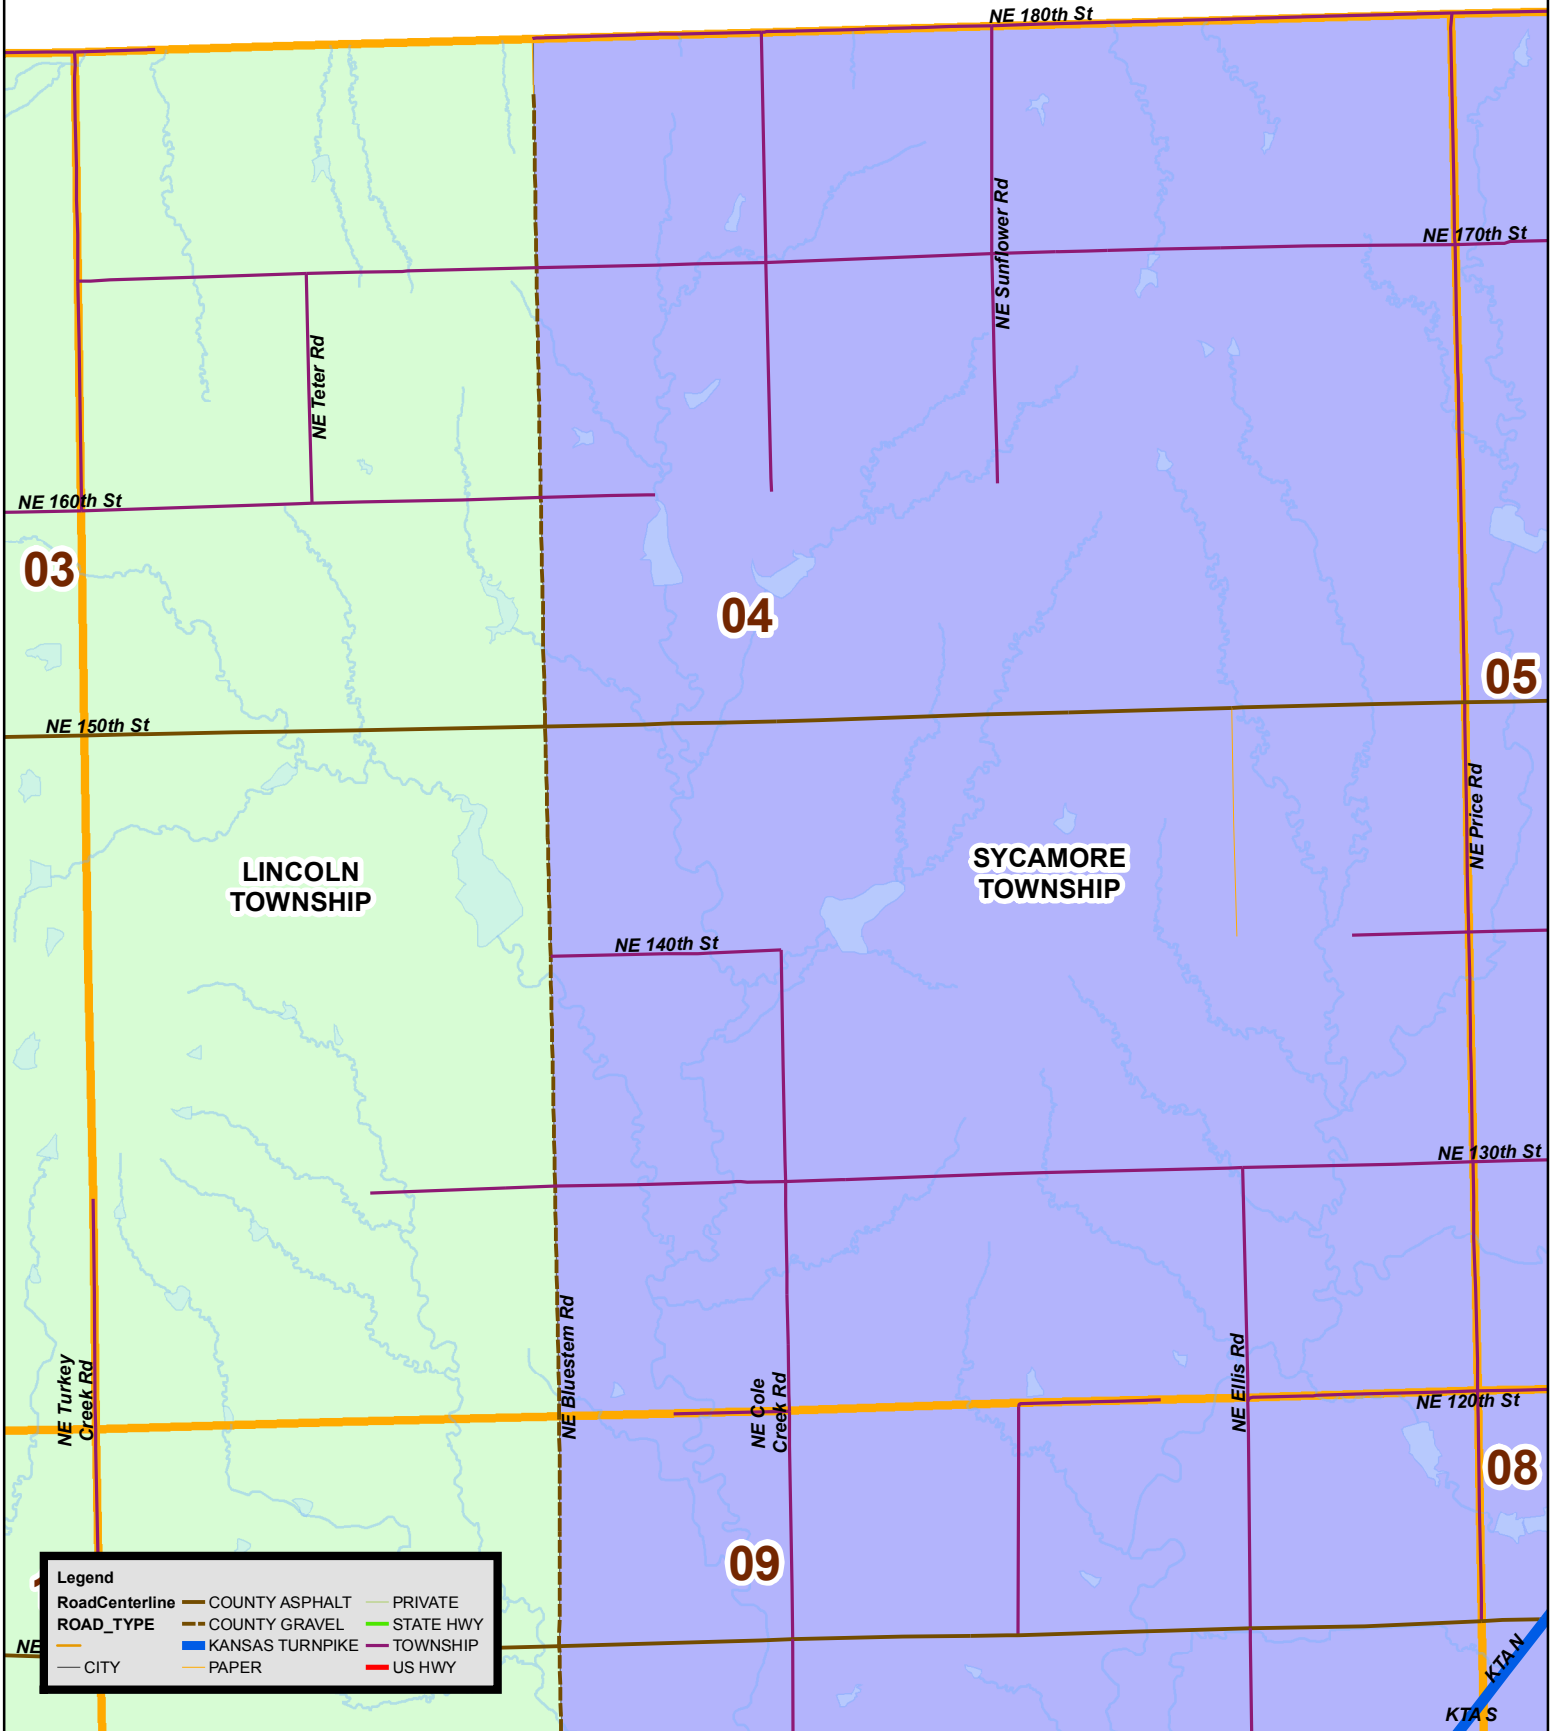 NE 180th St
NE 170th St
NE Sunflower Rd
NE Teter Rd
NE 160th St
03
04
05
NE 150th St
NE Price Rd
LINCOLN
TOWNSHIP
SYCAMORE
TOWNSHIP
NE 140th St
NE 130th St
NE Turkey
Creek Rd
NE Bluestem Rd
NE Cole
Creek Rd
NE Ellis Rd
NE 120th St
08
09
NE
Legend
RoadCenterline
ROAD_TYPE
CITY
COUNTY ASPHALT
COUNTY GRAVEL
KANSAS TURNPIKE
PAPER
PRIVATE
STATE HWY
TOWNSHIP
US HWY
KTA N
KTA S